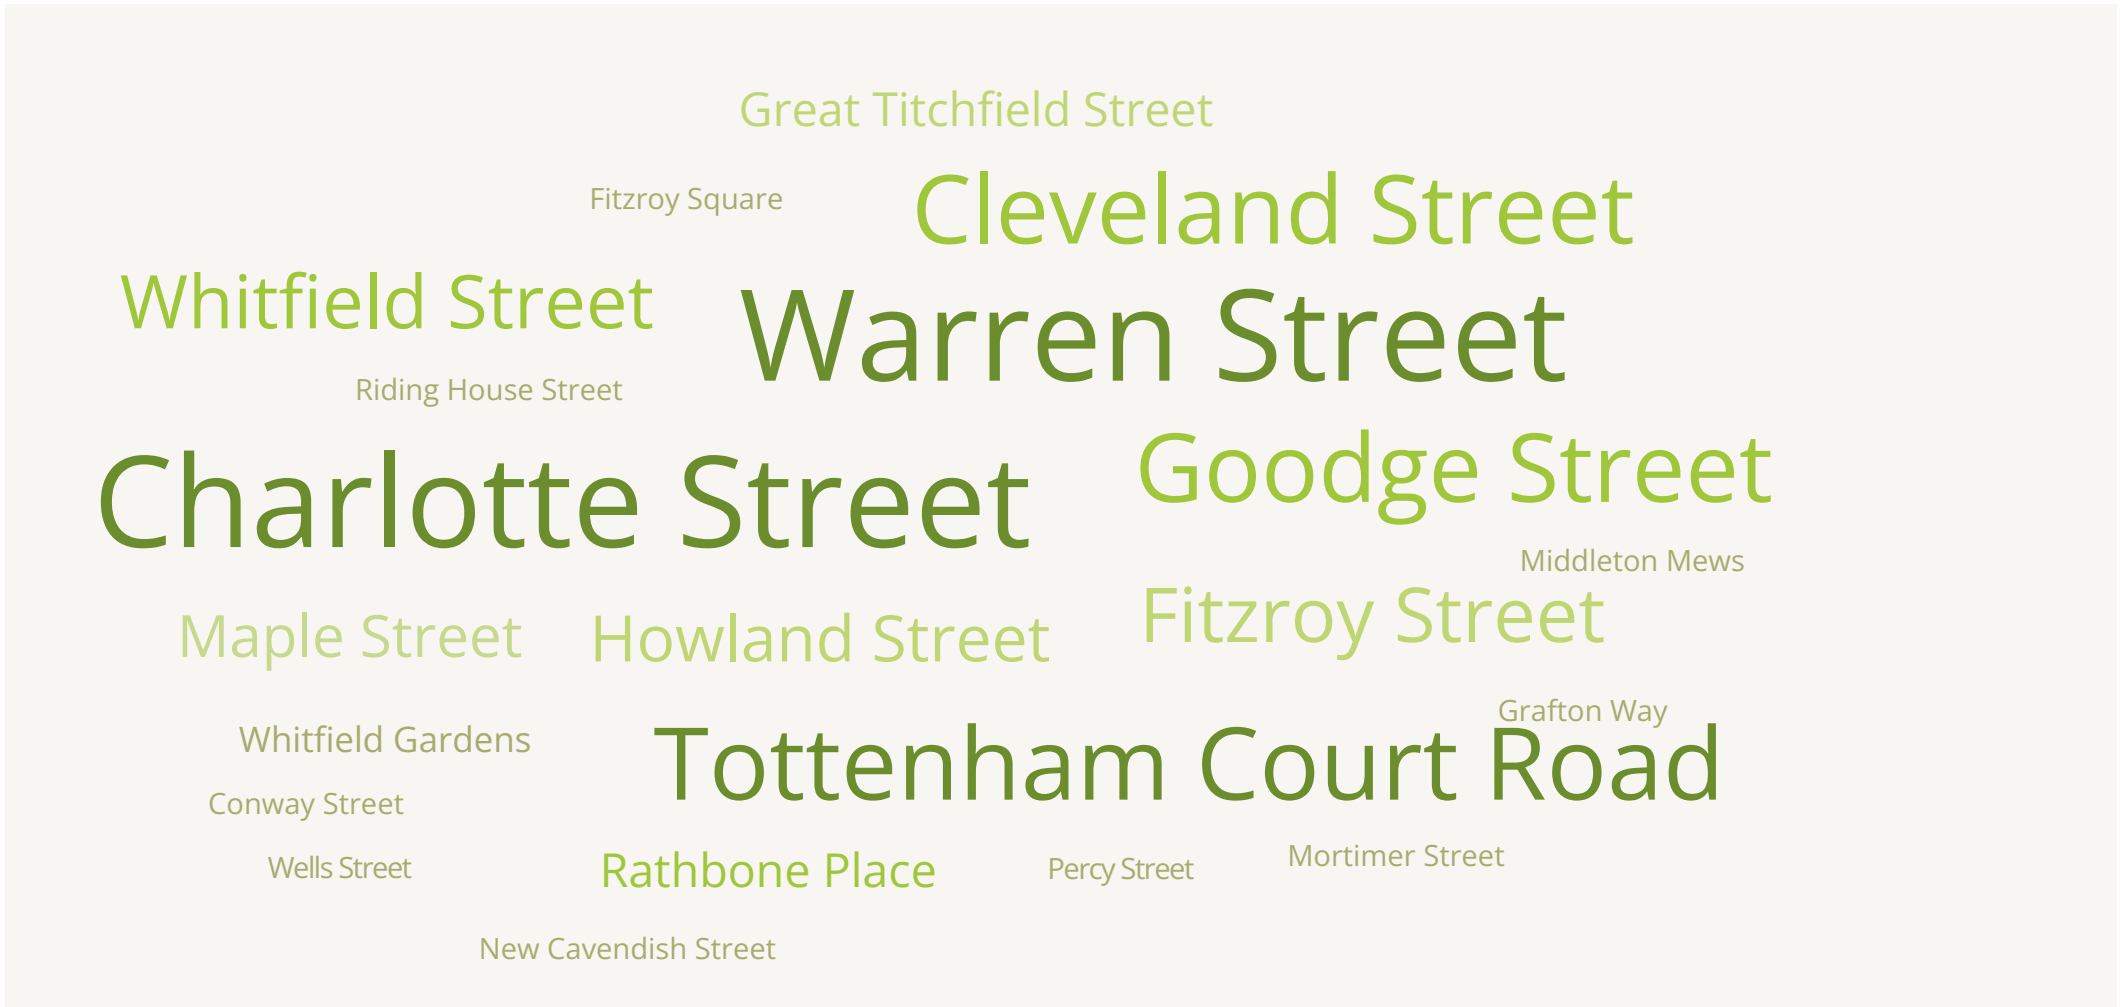 Great Titchfield Street
Fitzroy Square
Cleveland Street
Whitfield Street
Warren Street
Riding House Street
Charlotte Street
Goodge Street
Middleton Mews
Maple Street
Howland Street
Fitzroy Street
Grafton Way
Whitfield Gardens
Tottenham Court Road
Conway Street
Wells Street
Rathbone Place
Percy Street
Mortimer Street
New Cavendish Street